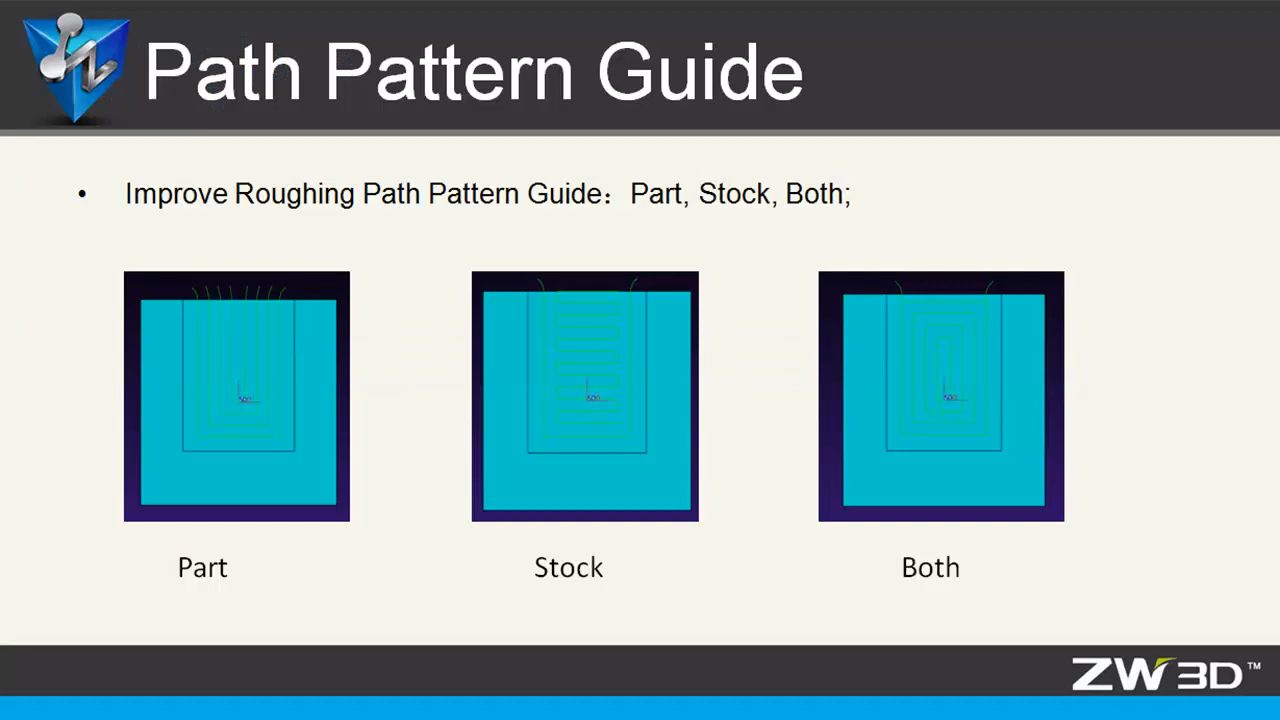 Path Pattern Guide
• Improve Roughing Path Pattern Guide：Part, Stock, Both;
Part
Stock
Both
ZW3D™